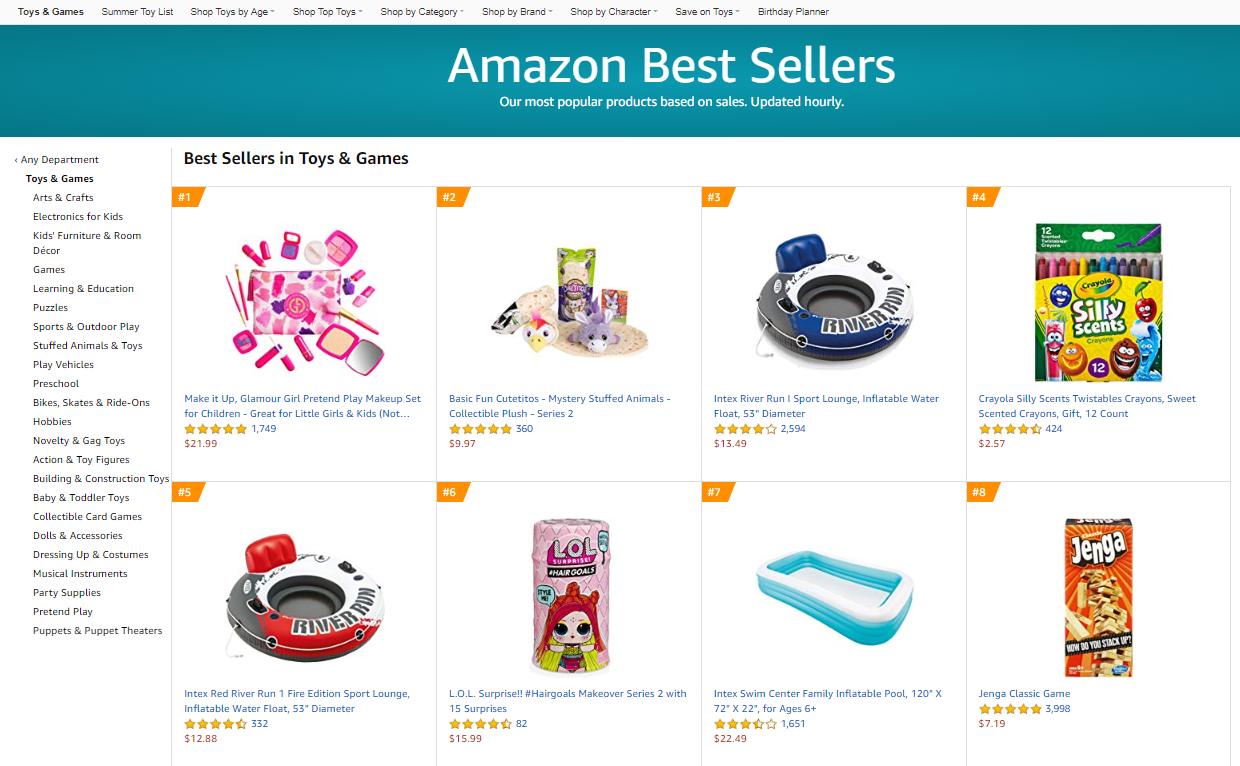 Toys & Games Summer Toy List Shop Toys by Age Shop Top Toys Shop by Category Shop by Brand Shop by Character Save on Toys Birthday Planner
Amazon Best Sellers
Our most popular products based on sales. Updated hourly.
‹ Any Department
Toys & Games
Arts & Crafts
Electronics for Kids
Kids' Furniture & Room
Décor
Games
Learning & Education
Puzzles
Sports & Outdoor Play
Stuffed Animals & Toys
Play Vehicles
Preschool
Bikes, Skates & Ride-Ons
Hobbies
Novelty & Gag Toys
Action & Toy Figures
Building & Construction Toys
Baby & Toddler Toys
Collectible Card Games
Dolls & Accessories
Dressing Up & Costumes
Musical Instruments
Party Supplies
Pretend Play
Puppets & Puppet Theaters
Best Sellers in Toys & Games
#1
Make it Up, Glamour Girl Pretend Play Makeup Set
for Children - Great for Little Girls & Kids (Not...
1,749
$21.99
#2
Basic Fun Cutetitos - Mystery Stuffed Animals -
Collectible Plush - Series 2
360
$9.97
#3
RIVER RUN
Intex River Run I Sport Lounge, Inflatable Water
Float, 53" Diameter
2,594
$13.49
#4
12
Scented
Twistables
Crayons
Crayola
Silly
scents
Crayons
12
Crayola Silly Scents Twistables Crayons, Sweet
Scented Crayons, Gift, 12 Count
424
$2.57
#5
RIVER RUN
Intex Red River Run 1 Fire Edition Sport Lounge,
Inflatable Water Float, 53" Diameter
332
$12.88
#6
LOL
SURPRISE!
#HAIRGOALS
STYLE
ME!
L.O.L. Surprise!! #Hairgoals Makeover Series 2 with
15 Surprises
82
$15.99
#7
Intex Swim Center Family Inflatable Pool, 120" X
72" X 22", for Ages 6+
1,651
$22.49
#8
Classic
Jenga
HOW DO YOU STACK UP?
Jenga Classic Game
3,998
$7.19